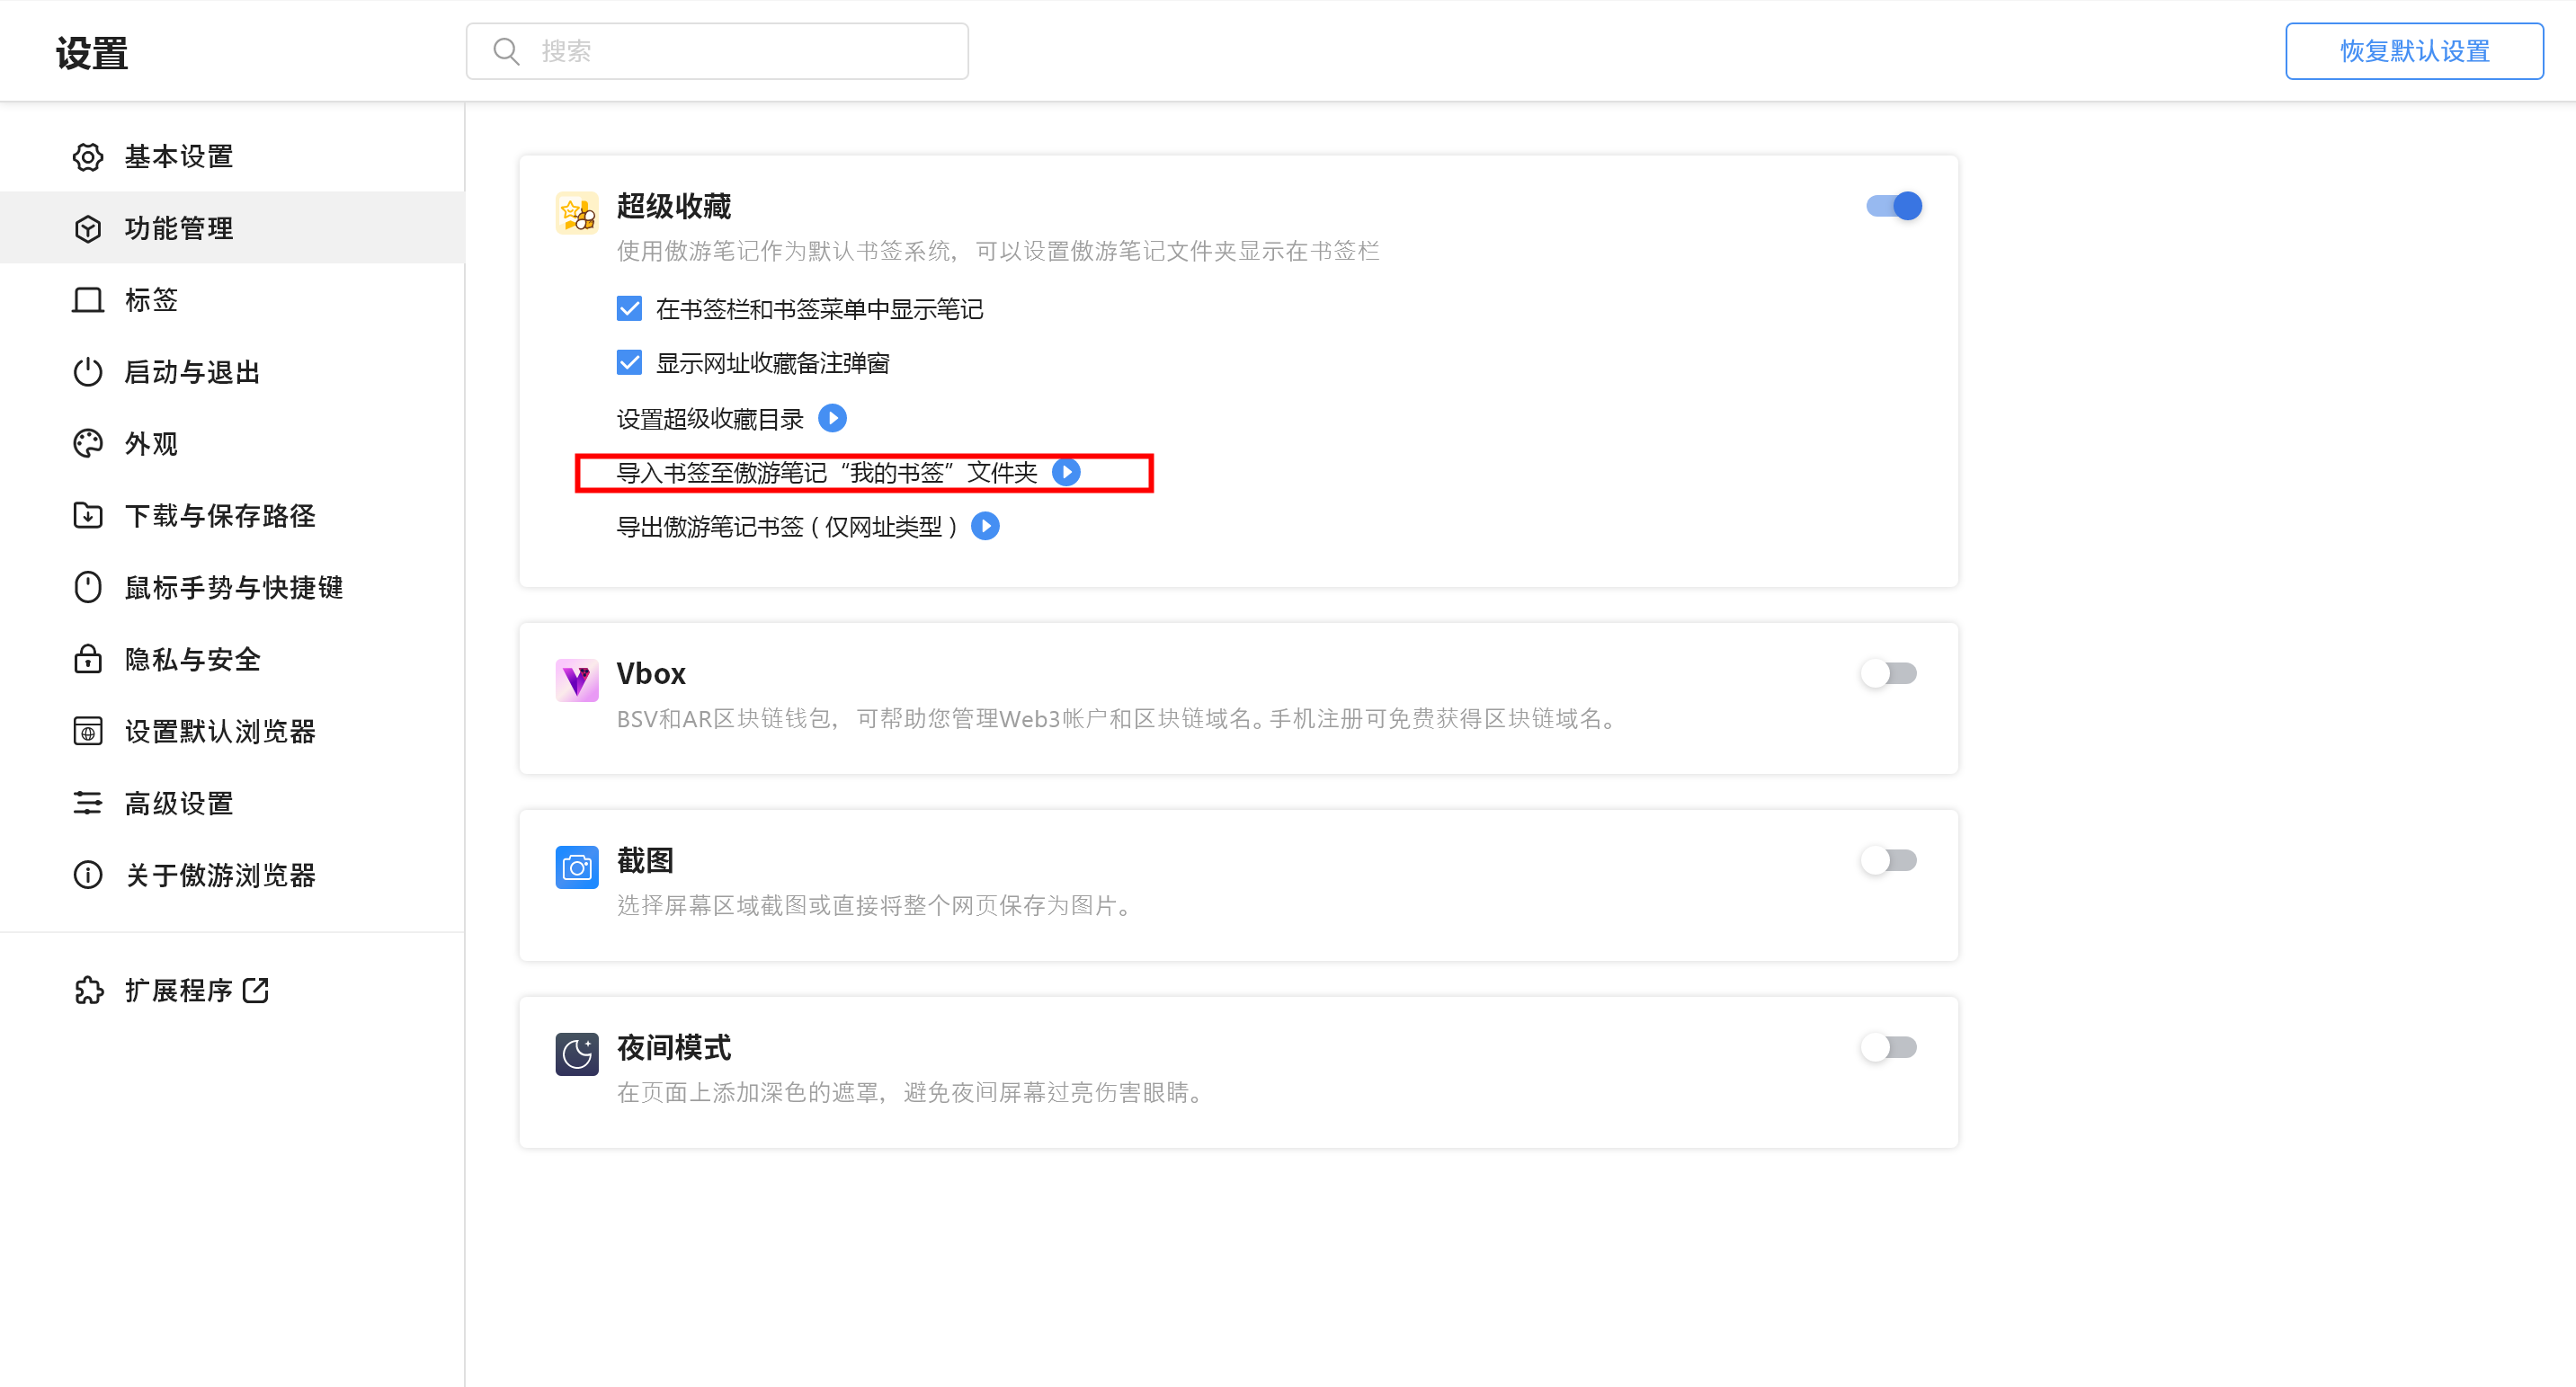 设置
搜索
恢复默认设置
基本设置
功能管理
标签
启动与退出
外观
下载与保存路径
鼠标手势与快捷键
隐私与安全
设置默认浏览器
高级设置
关于傲游浏览器
扩展程序
超级收藏
使用傲游笔记作为默认书签系统，可以设置傲游笔记文件夹显示在书签栏
在书签栏和书签菜单中显示笔记
显示网址收藏备注弹窗
设置超级收藏目录
导入书签至傲游笔记“我的书签”文件夹
导出傲游笔记书签（仅网址类型）
Vbox
BSV和AR区块链钱包，可帮助您管理Web3帐户和区块链域名。手机注册可免费获得区块链域名。
截图
选择屏幕区域截图或直接将整个网页保存为图片。
夜间模式
在页面上添加深色的遮罩，避免夜间屏幕过亮伤害眼睛。